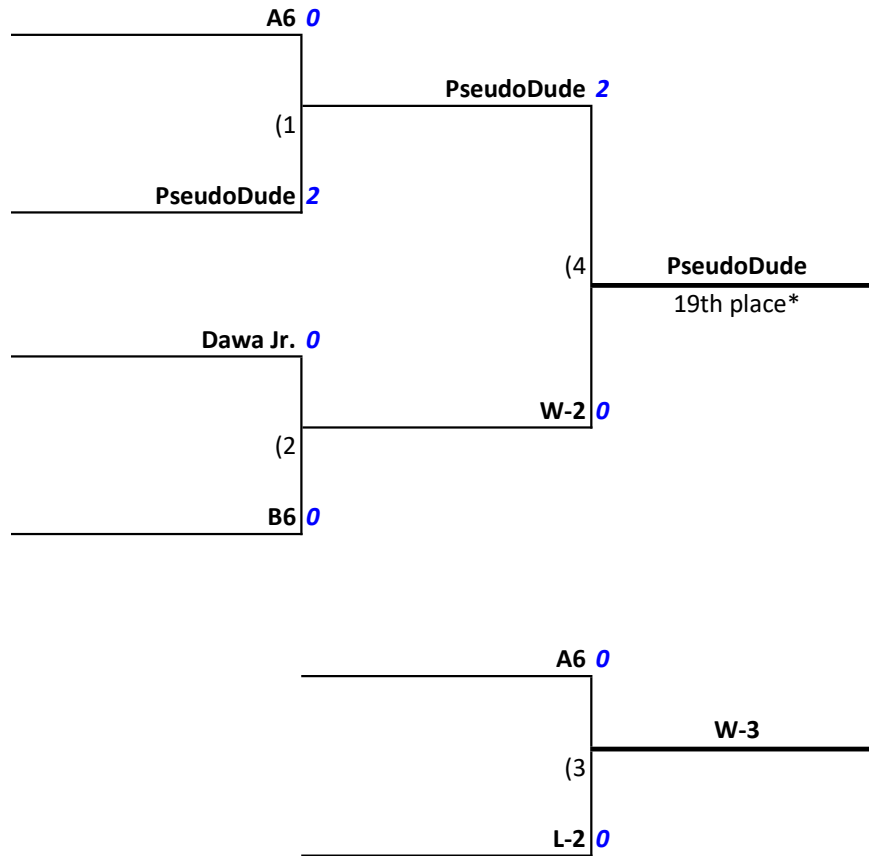 A6 0
PseudoDude 2
(1
PseudoDude 2
(4
PseudoDude
19th place*
Dawa Jr. 0
W-2 0
(2
B6 0
A6 0
W-3
(3
L-2 0